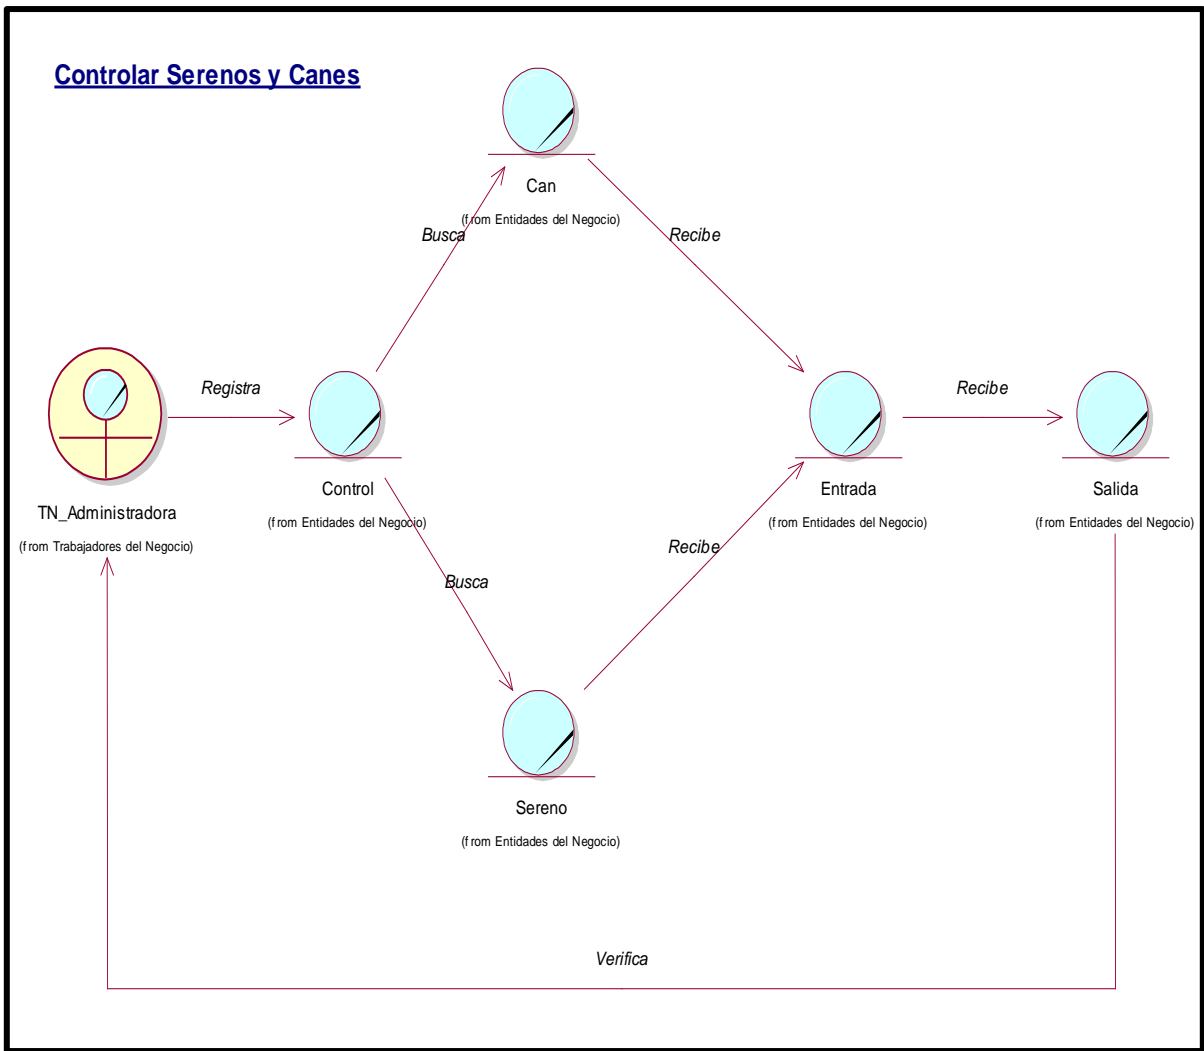 Controlar Serenos y Canes
Can
(from Entidades del Negocio)
Busca
Recibe
Registra
Recibe
Control
(from Entidades del Negocio)
Entrada
(from Entidades del Negocio)
Salida
(from Entidades del Negocio)
TN_Administradora
(from Trabajadores del Negocio)
Busca
Recibe
Sereno
(from Entidades del Negocio)
Verifica